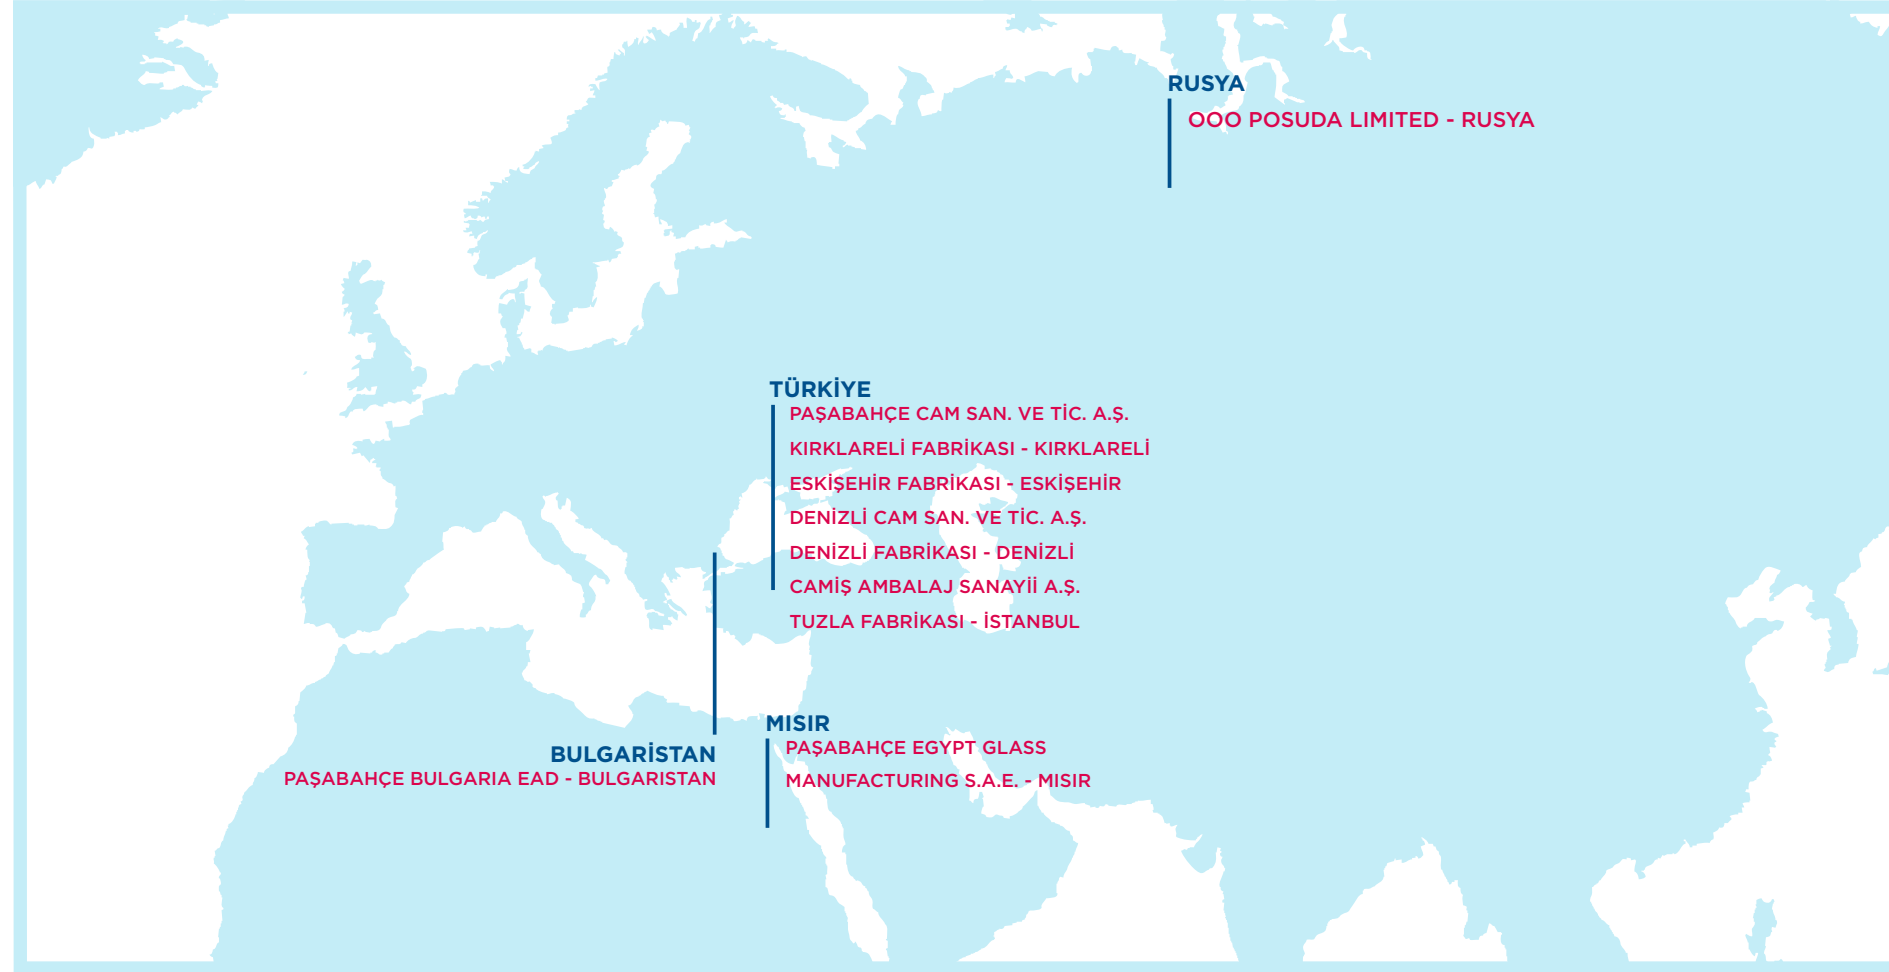 RUSYA
OOO POSUDA LIMITED - RUSYA
TÜRKİYE
PAŞABAHÇE CAM SAN. VE TİC. A.Ş.
KIRKLARELİ FABRİKASI - KIRKLARELİ
ESKİŞEHİR FABRİKASI - ESKİŞEHİR
DENİZLİ CAM SAN. VE TİC. A.Ş.
DENİZLİ FABRİKASI - DENİZLİ
CAMİŞ AMBALAJ SANAYİİ A.Ş.
TUZLA FABRİKASI - İSTANBUL
BULGARİSTAN
PAŞABAHÇE BULGARIA EAD - BULGARISTAN
MISIR
PAŞABAHÇE EGYPT GLASS
MANUFACTURING S.A.E. - MISIR